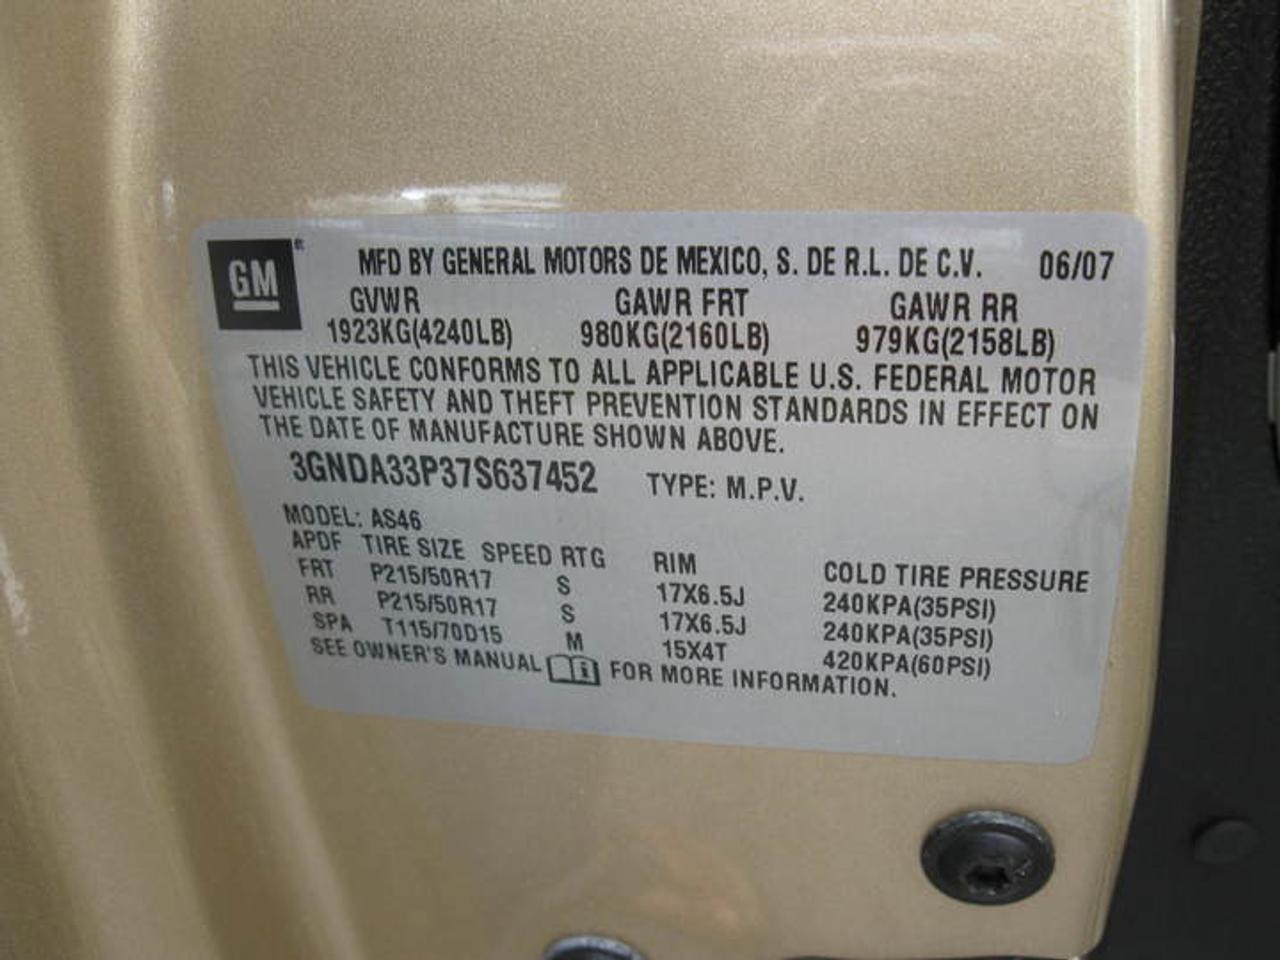 GM ®
MFD BY GENERAL MOTORS DE MEXICO, S. DE R.L. DE C.V. 06/07
GVWR GAWR FRT GAWR RR
1923KG(4240LB) 980KG(2160LB) 979KG(2158LB)
THIS VEHICLE CONFORMS TO ALL APPLICABLE U.S. FEDERAL MOTOR
VEHICLE SAFETY AND THEFT PREVENTION STANDARDS IN EFFECT ON
THE DATE OF MANUFACTURE SHOWN ABOVE.
3GNDA33P37S637452 TYPE: M.P.V.
MODEL: AS46
APDF TIRE SIZE SPEED RTG RIM COLD TIRE PRESSURE
FRT P215/50R17 S 17X6.5J 240KPA(35PSI)
RR P215/50R17 S 17X6.5J 240KPA(35PSI)
SPA T115/70D15 M 15X4T 420KPA(60PSI)
SEE OWNER'S MANUAL i FOR MORE INFORMATION.